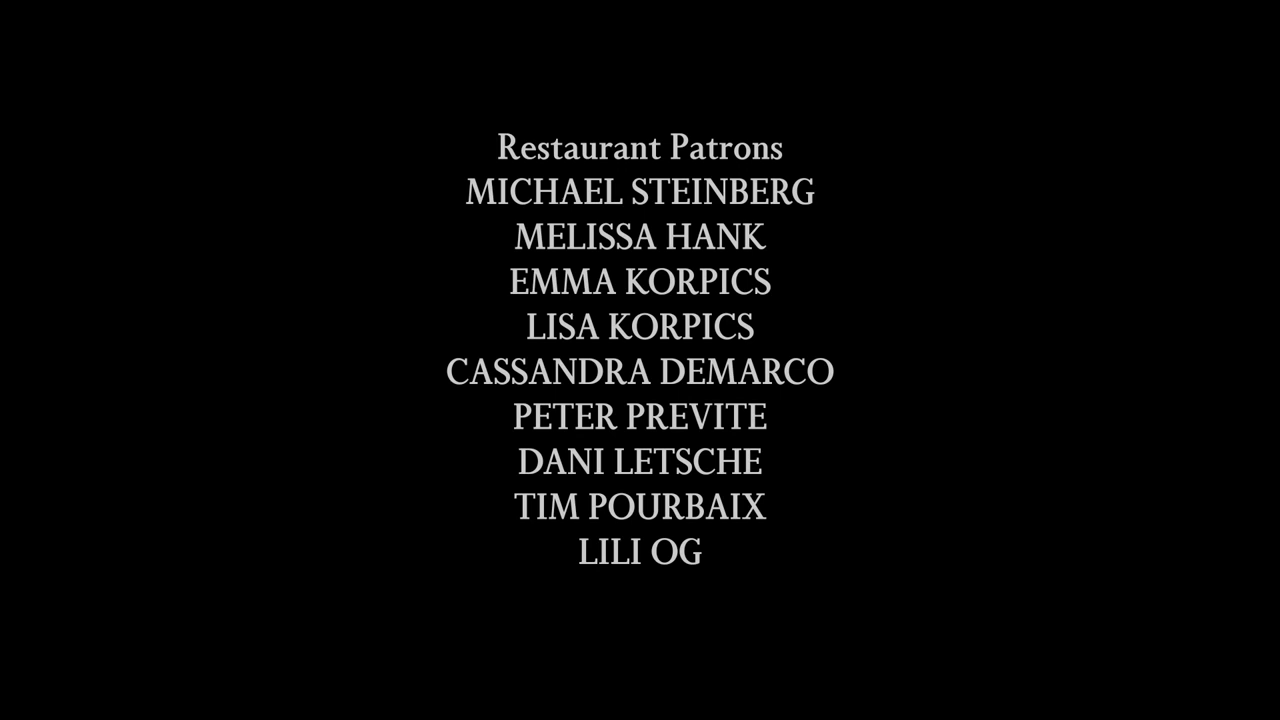 Restaurant Patrons
MICHAEL STEINBERG
MELISSA HANK
EMMA KORPICS
LISA KORPICS
CASSANDRA DEMARCO
PETER PREVITE
DANI LETSCHE
TIM POURBAIX
LILI OG